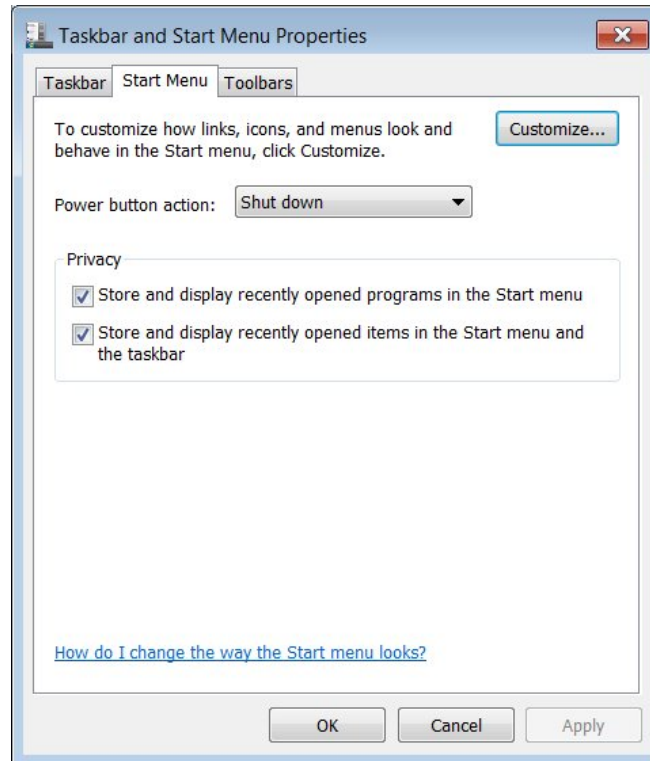 Taskbar and Start Menu Properties
Taskbar
Start Menu
Toolbars
To customize how links, icons, and menus look and
behave in the Start menu, click Customize.
Customize...
Power button action:
Shut down
Privacy
Store and display recently opened programs in the Start menu
Store and display recently opened items in the Start menu and
the taskbar
How do I change the way the Start menu looks?
OK
Cancel
Apply